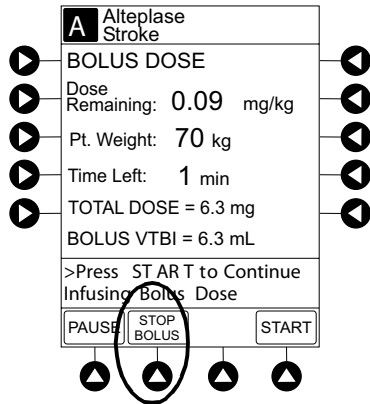 A Alteplase
Stroke
BOLUS DOSE
Dose
Remaining: 0.09 mg/kg
Pt. Weight: 70 kg
Time Left: 1 min
TOTAL DOSE = 6.3 mg
BOLUS VTBI = 6.3 mL
>Press ST AR T to Continue
Infusing Bolus Dose
PAUSE STOP BOLUS START